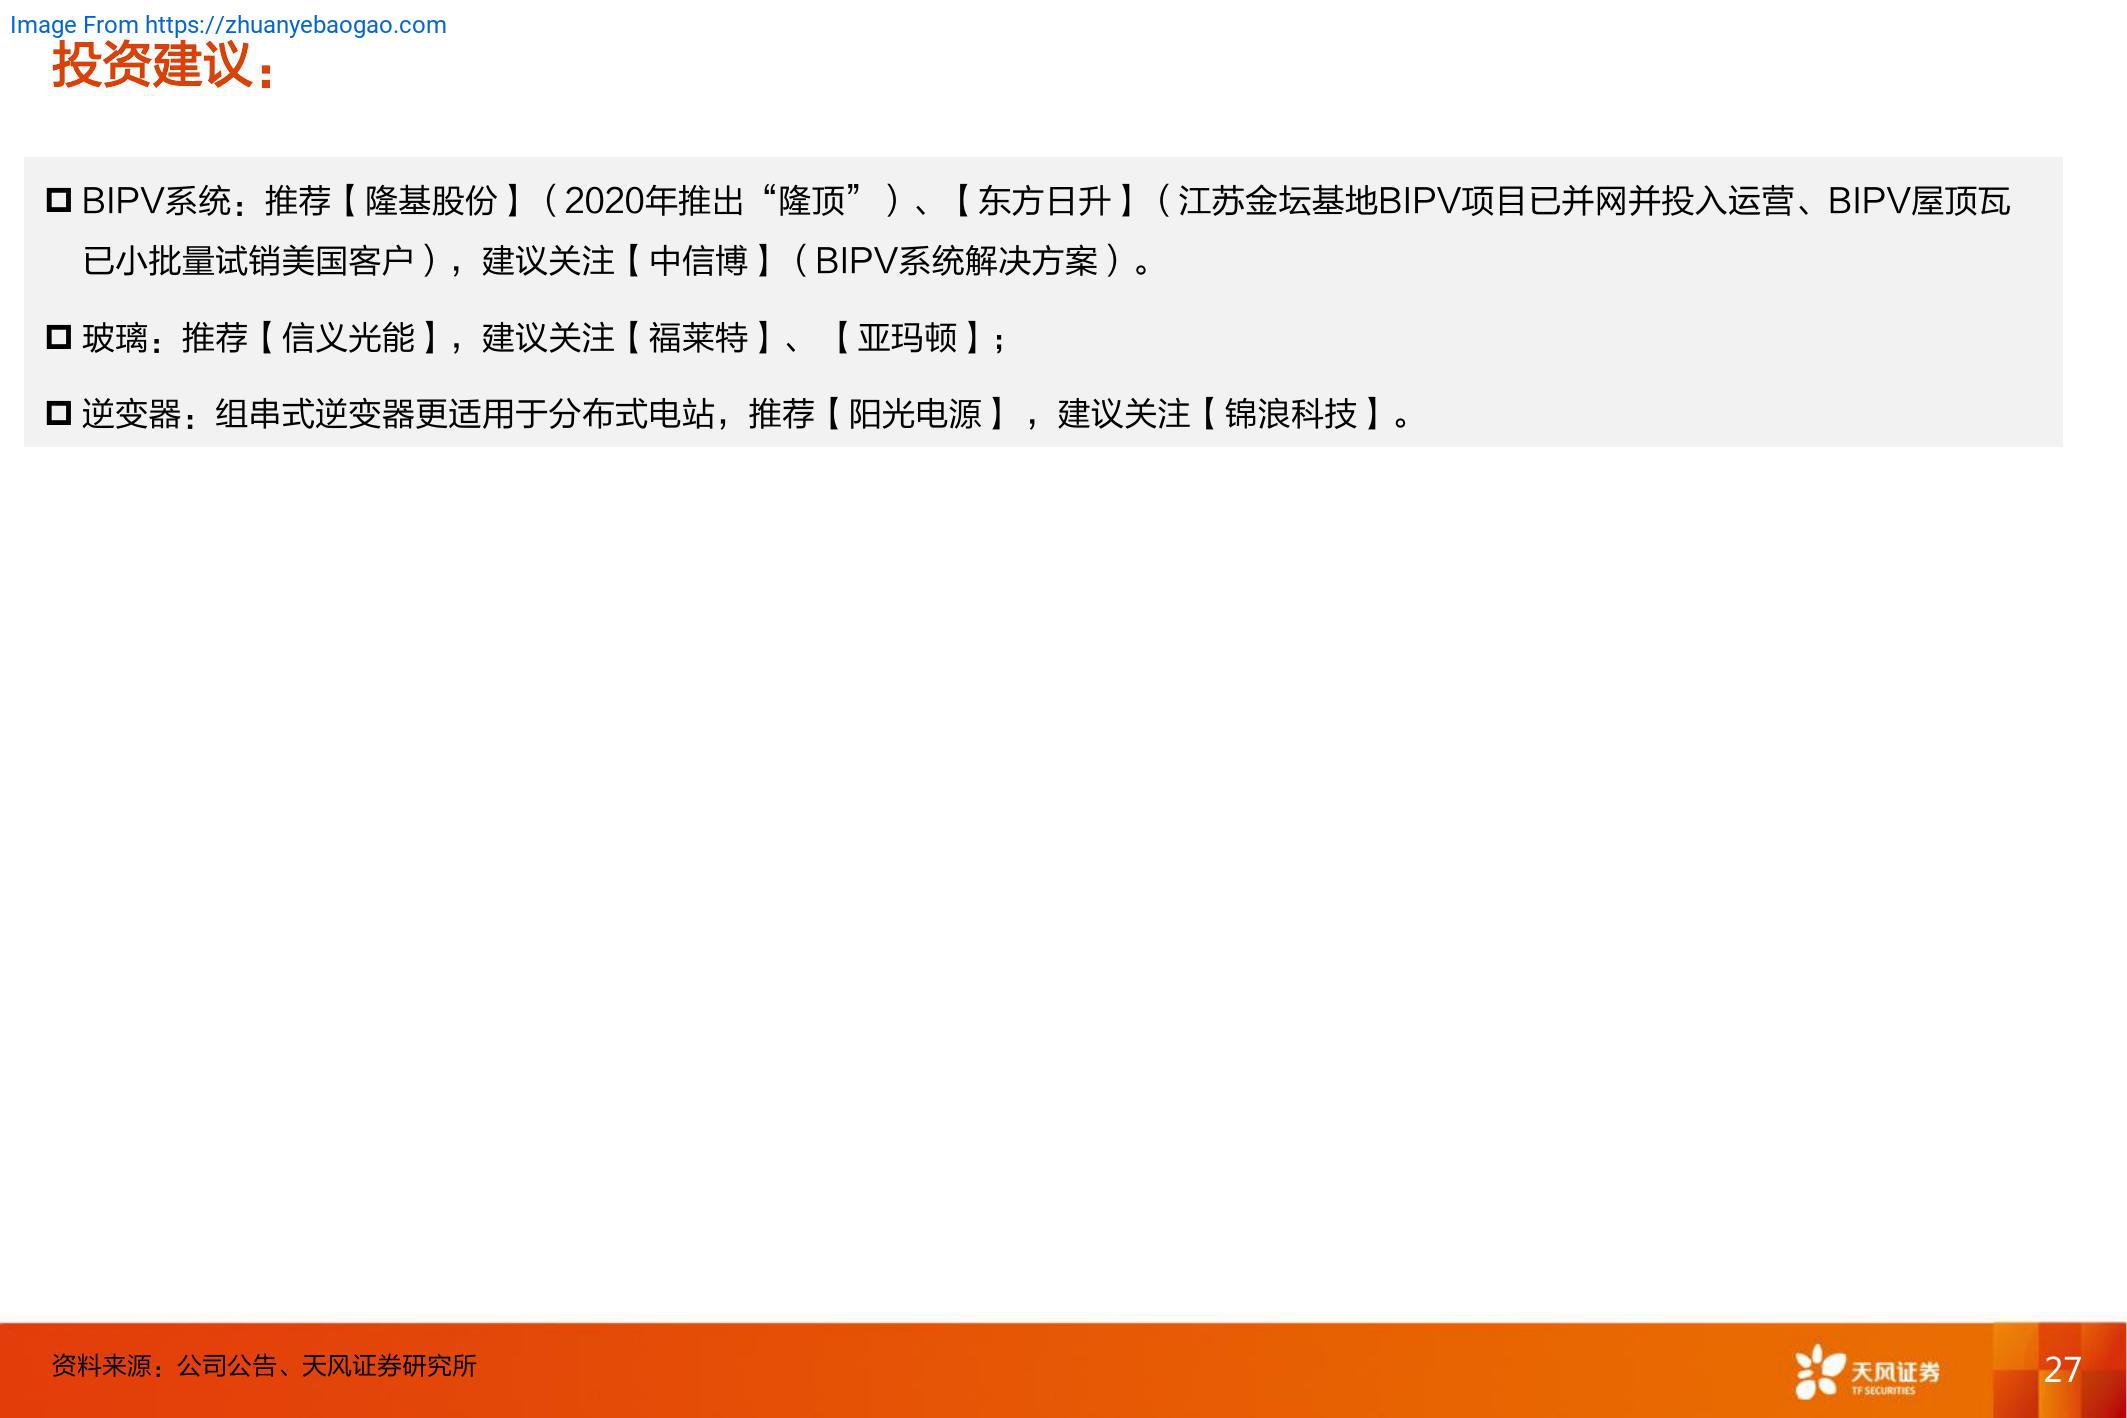 Image From https://zhuanyebaogao.com
投资建议：
BIPV系统：推荐【隆基股份】（2020年推出“隆顶”）、【东方日升】（江苏金坛基地BIPV项目已并网并投入运营、BIPV屋顶瓦
已小批量试销美国客户），建议关注【中信博】（BIPV系统解决方案）。
玻璃：推荐【信义光能】，建议关注【福莱特】、【亚玛顿】；
逆变器：组串式逆变器更适用于分布式电站，推荐【阳光电源】，建议关注【锦浪科技】。
资料来源：公司公告、天风证券研究所
天风证券
TF SECURITIES
27